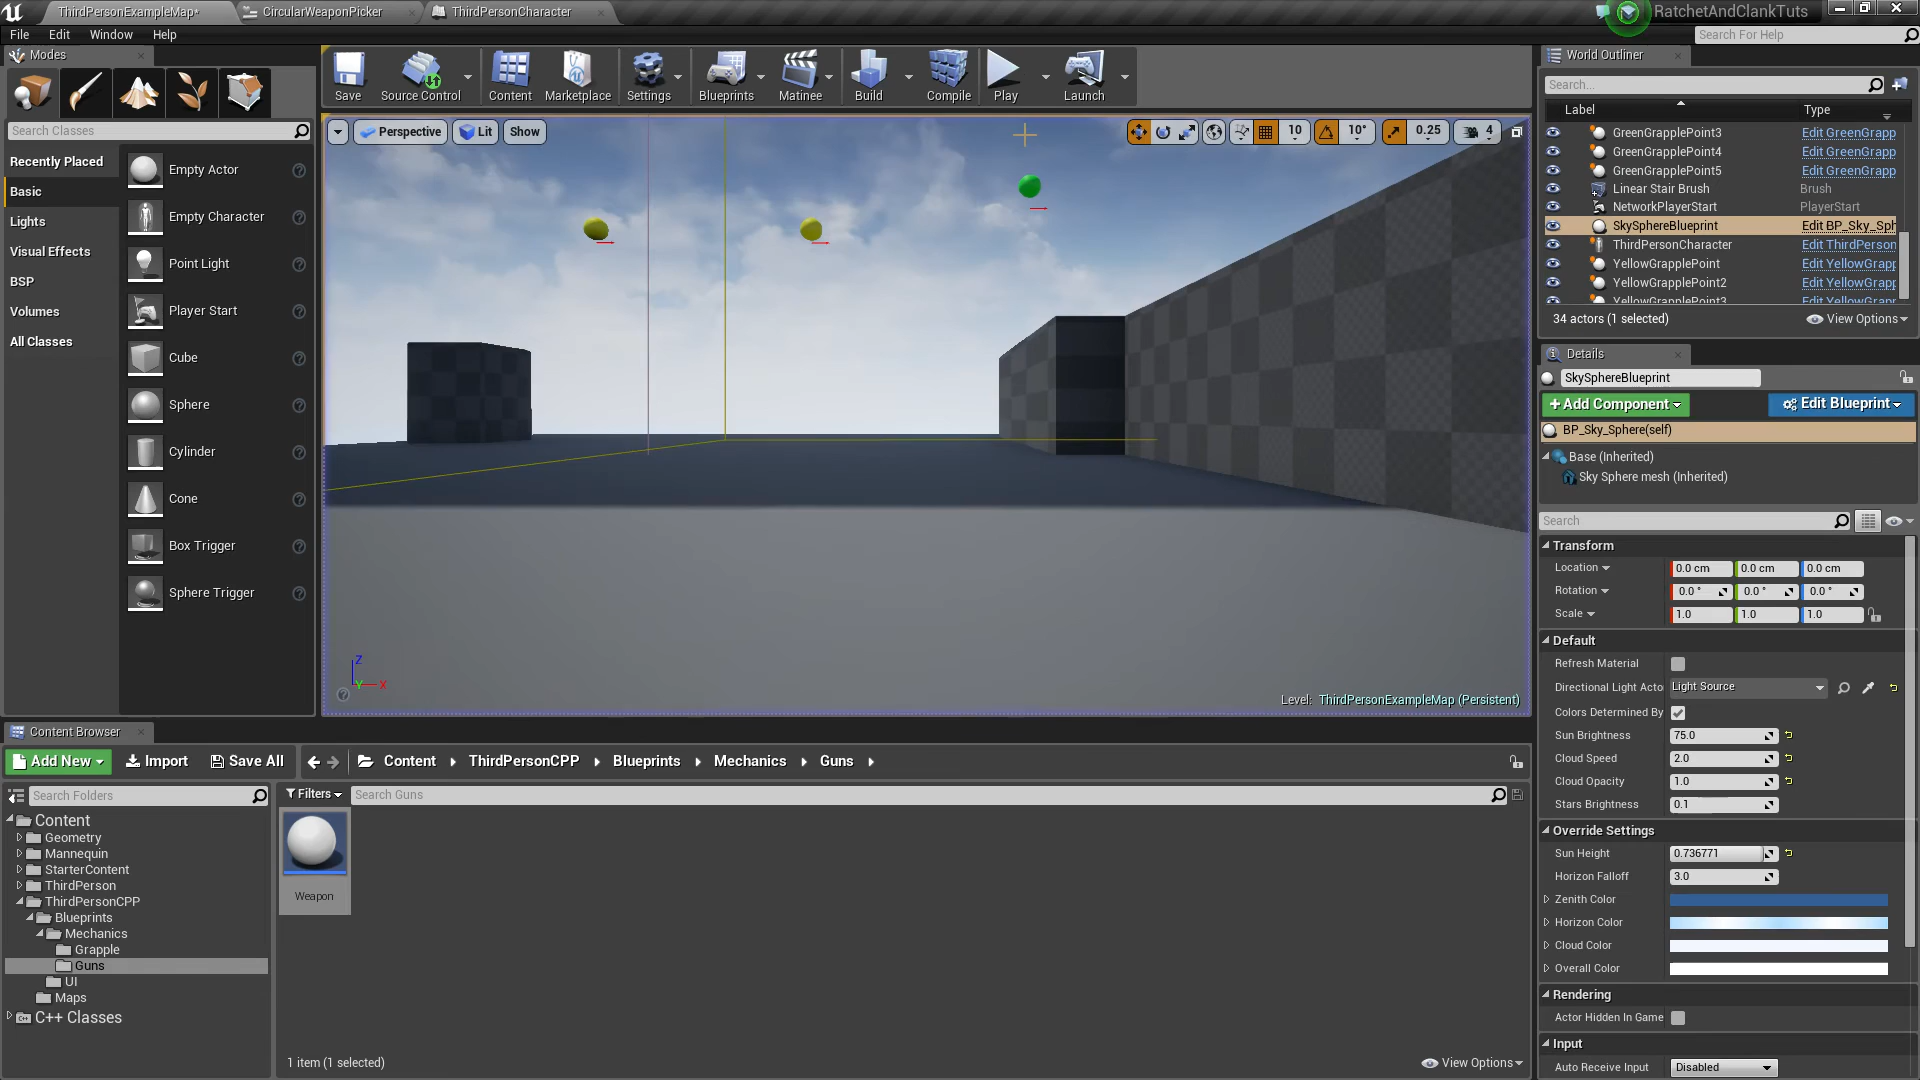 ThirdPersonExampleMap*
CircularWeaponPicker
ThirdPersonCharacter
RatchetAndClankTuts
File
Edit
Window
Help
Search For Help
Modes
Search Classes
Recently Placed
Basic
Lights
Visual Effects
BSP
Volumes
All Classes
Empty Actor
Empty Character
Point Light
Player Start
Cube
Sphere
Cylinder
Cone
Box Trigger
Sphere Trigger
Save
Source Control
Content
Marketplace
Settings
Blueprints
Matinee
Build
Compile
Play
Launch
Perspective
Lit
Show
10
10°
0.25
4
Z
Y
X
Level: ThirdPersonExampleMap (Persistent)
World Outliner
Search...
Label
Type
GreenGrapplePoint3 Edit GreenGrapp
GreenGrapplePoint4 Edit GreenGrapp
GreenGrapplePoint5 Edit GreenGrapp
Linear Stair Brush Brush
NetworkPlayerStart PlayerStart
SkySphereBlueprint Edit BP_Sky_Sph
ThirdPersonCharacter Edit ThirdPerson
YellowGrapplePoint Edit YellowGrapp
YellowGrapplePoint2 Edit YellowGrapp
YellowGrapplePoint3 Edit YellowGrapp
34 actors (1 selected)
View Options
Details
SkySphereBlueprint
+Add Component
Edit Blueprint
BP_Sky_Sphere(self)
Base (Inherited)
Sky Sphere mesh (Inherited)
Search
Transform
Location 0.0 cm 0.0 cm 0.0 cm
Rotation 0.0 ° 0.0 ° 0.0 °
Scale 1.0 1.0 1.0
Default
Refresh Material
Directional Light Acto Light Source
Colors Determined By
Sun Brightness 75.0
Cloud Speed 2.0
Cloud Opacity 1.0
Stars Brightness 0.1
Override Settings
Sun Height 0.736771
Horizon Falloff 3.0
Zenith Color
Horizon Color
Cloud Color
Overall Color
Rendering
Actor Hidden In Game
Input
Auto Receive Input Disabled
Content Browser
Add New
Import
Save All
Content
ThirdPersonCPP
Blueprints
Mechanics
Guns
Search Folders
Filters
Search Guns
Content
Geometry
Mannequin
StarterContent
ThirdPerson
ThirdPersonCPP
Blueprints
Mechanics
Grapple
Guns
UI
Maps
C++ Classes
Weapon
1 item (1 selected)
View Options